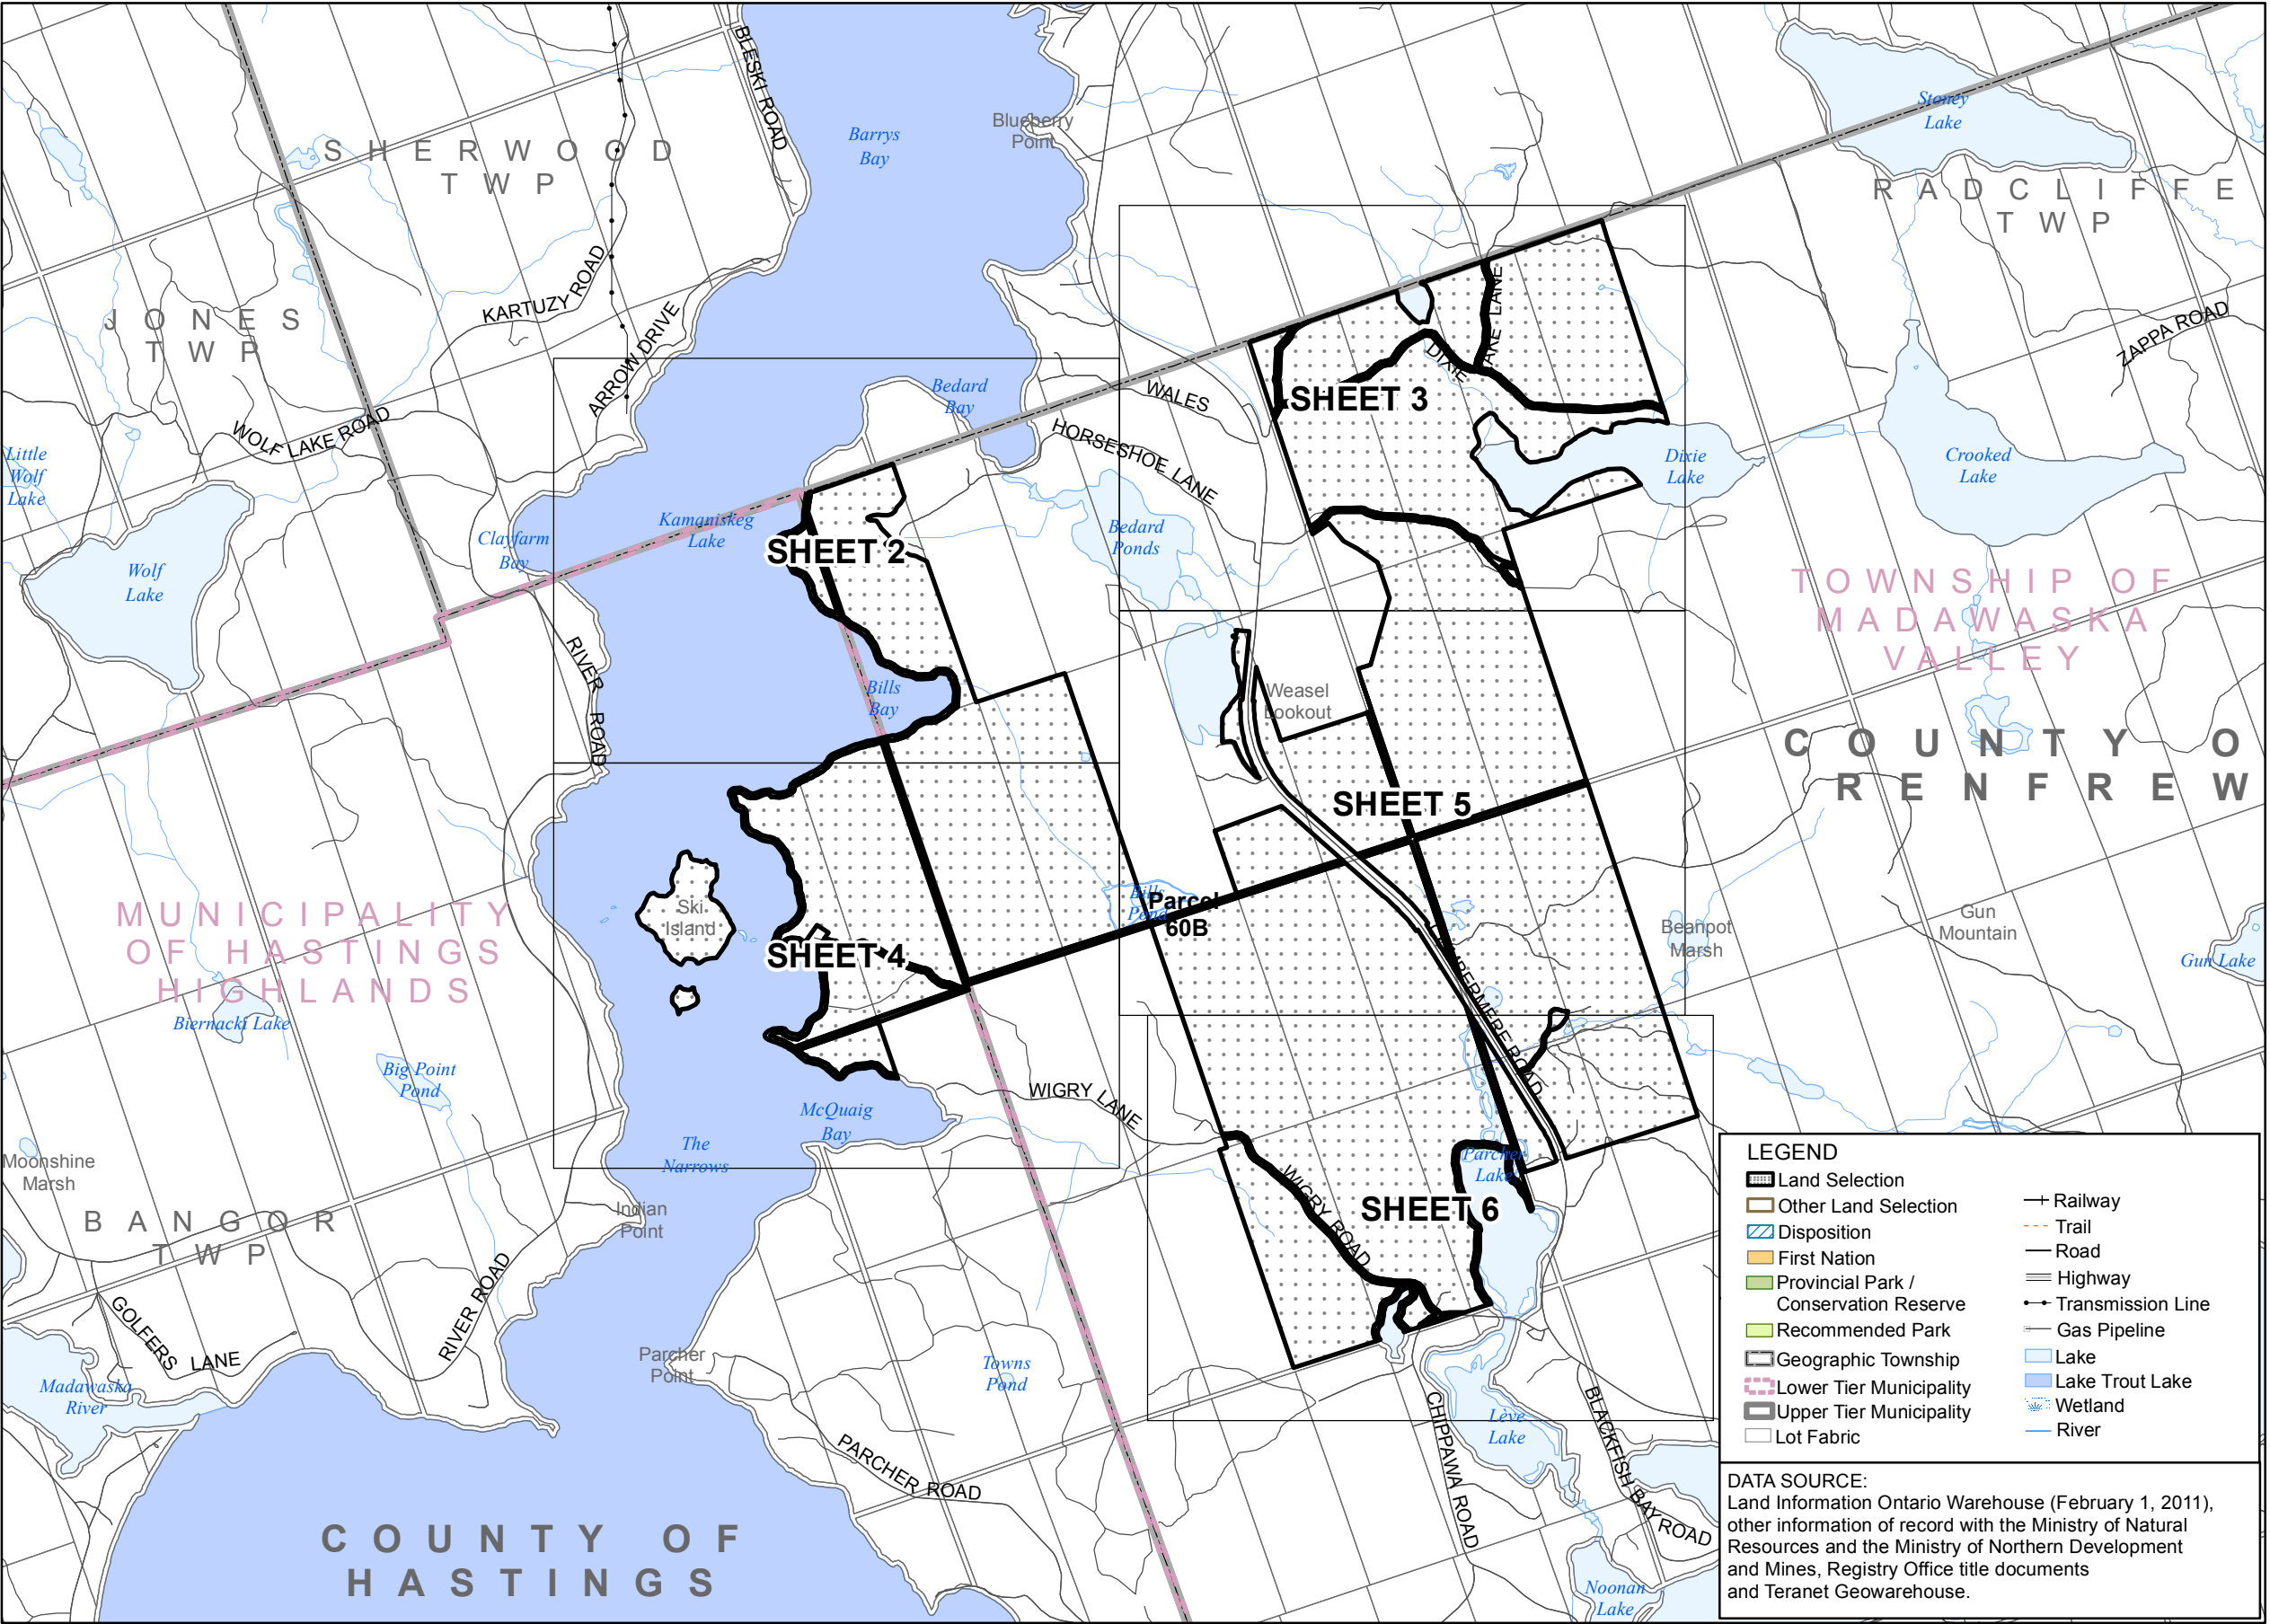 BLESKI ROAD
Barrys
Bay
Blueberry
Point
Stoney
Lake
SHERWOOD
TWP
RADCLIFFE
TWP
JONES
TWP
KARTUZY ROAD
ARROW DRIVE
ZAPPA ROAD
WOLF LAKE ROAD
Bedard
Bay
WALES
HORSESHOE LANE
DIXIE
LAKE LANE
SHEET 3
Little
Wolf
Lake
Dixie
Lake
Crooked
Lake
Clayfarm
Bay
Kamaniskeg
Lake
SHEET 2
Bedard
Ponds
Wolf
Lake
TOWNSHIP OF
MADAWASKA
VALLEY
RIVER
ROAD
Bills
Bay
Weasel
Lookout
COUNTY O
RENFREW
SHEET 5
MUNICIPALITY
OF HASTINGS
HIGHLANDS
Ski
Island
Bills
Pond
Parcel
60B
Beanpot
Marsh
Gun
Mountain
Gun Lake
SHEET 4
Biernacki Lake
Big Point
Pond
WIGRY LANE
McQuaig
Bay
The
Narrows
Moonshine
Marsh
Indian
Point
BANGOR
TWP
Parcher
Lake
WIGRY ROAD
SHEET 6
GOLFERS LANE
RIVER ROAD
Parcher
Point
Towns
Pond
Madawaska
River
CHIPPAWA ROAD
Lève
Lake
BLACKFISH BAY ROAD
PARCHER ROAD
COUNTY OF
HASTINGS
Noonan
Lake
LEGEND
Land Selection
Other Land Selection
Disposition
First Nation
Provincial Park /
Conservation Reserve
Recommended Park
Geographic Township
Lower Tier Municipality
Upper Tier Municipality
Lot Fabric
Railway
Trail
Road
Highway
Transmission Line
Gas Pipeline
Lake
Lake Trout Lake
Wetland
River
DATA SOURCE:
Land Information Ontario Warehouse (February 1, 2011),
other information of record with the Ministry of Natural
Resources and the Ministry of Northern Development
and Mines, Registry Office title documents
and Teranet Geowarehouse.